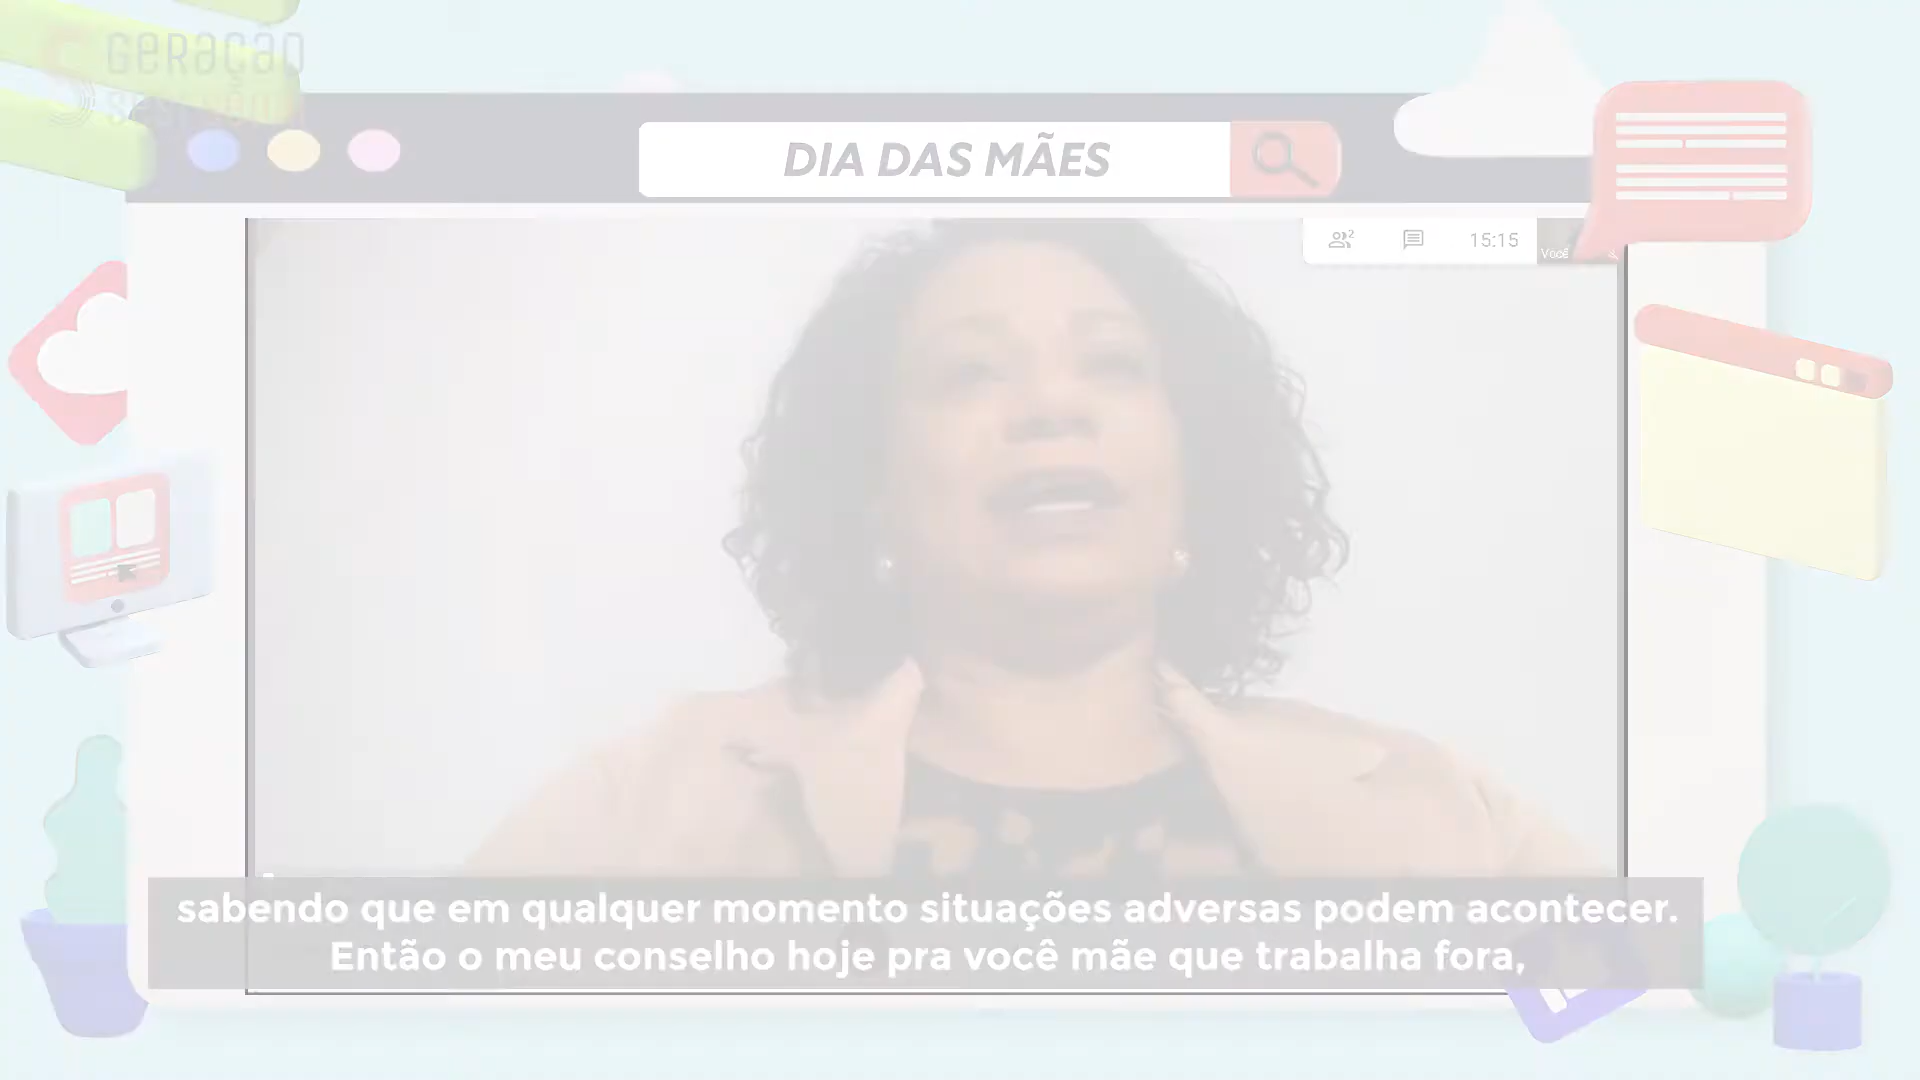 Geração
DIA DAS MÃES
2
15:15
Você
sabendo que em qualquer momento situações adversas podem acontecer.
Então o meu conselho hoje pra você mãe que trabalha fora,